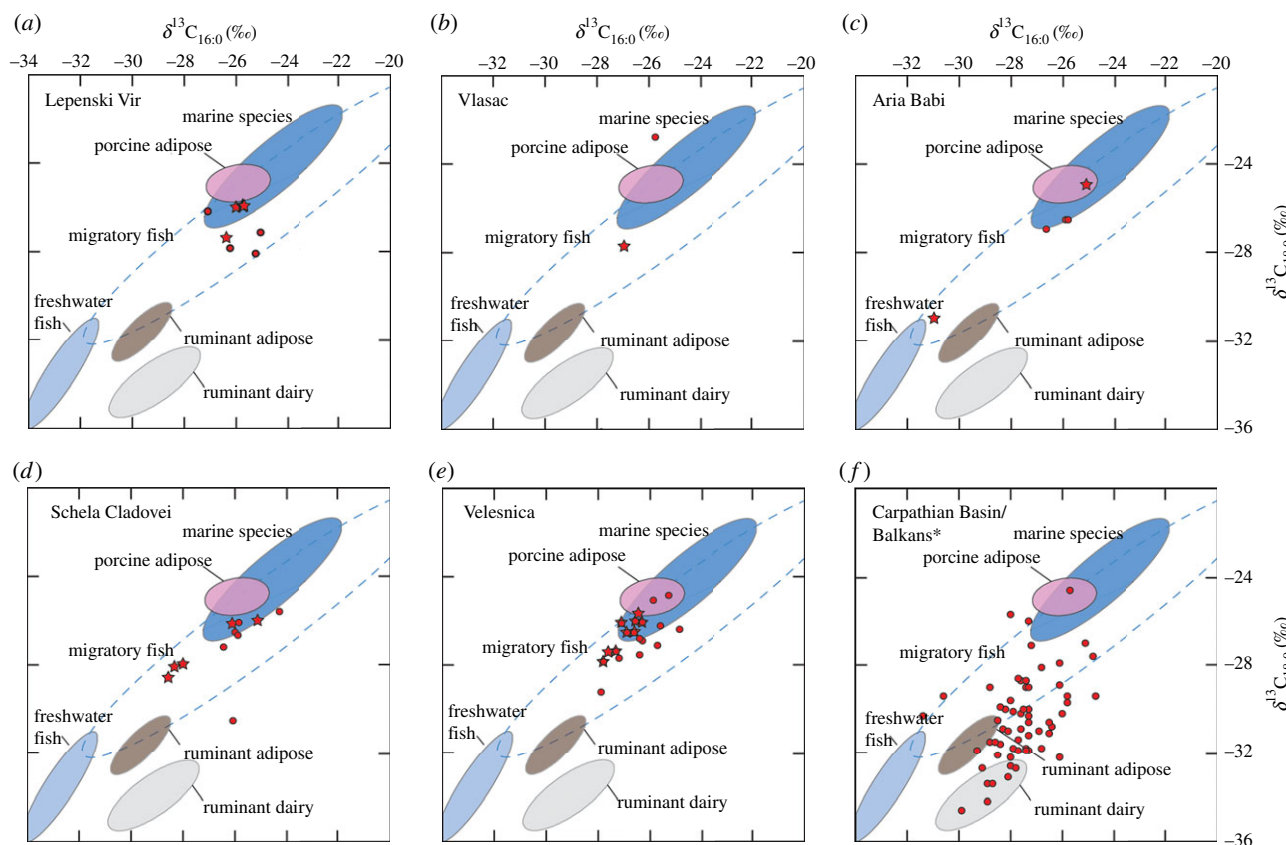 (a)
δ¹³C₁₆:₀ (‰)
−34 −32 −30 −28 −26 −24 −22 −20
Lepenski Vir
marine species
porcine adipose
migratory fish
freshwater
fish
ruminant adipose
ruminant dairy
(b)
δ¹³C₁₆:₀ (‰)
−32 −30 −28 −26 −24 −22 −20
Vlasac
marine species
porcine adipose
migratory fish
freshwater
fish
ruminant adipose
ruminant dairy
(c)
δ¹³C₁₆:₀ (‰)
−32 −30 −28 −26 −24 −22 −20
Aria Babi
marine species
porcine adipose
migratory fish
freshwater
fish
ruminant adipose
ruminant dairy
−24
−28
−32
−36
δ¹³C₁₈:₀ (‰)
(d)
Schela Cladovei
marine species
porcine adipose
migratory fish
freshwater
fish
ruminant adipose
ruminant dairy
(e)
Velesnica
marine species
porcine adipose
migratory fish
freshwater
fish
ruminant adipose
ruminant dairy
(f)
Carpathian Basin/
Balkans*
marine species
porcine adipose
migratory fish
freshwater
fish
ruminant adipose
ruminant dairy
−24
−28
−32
−36
δ¹³C₁₈:₀ (‰)